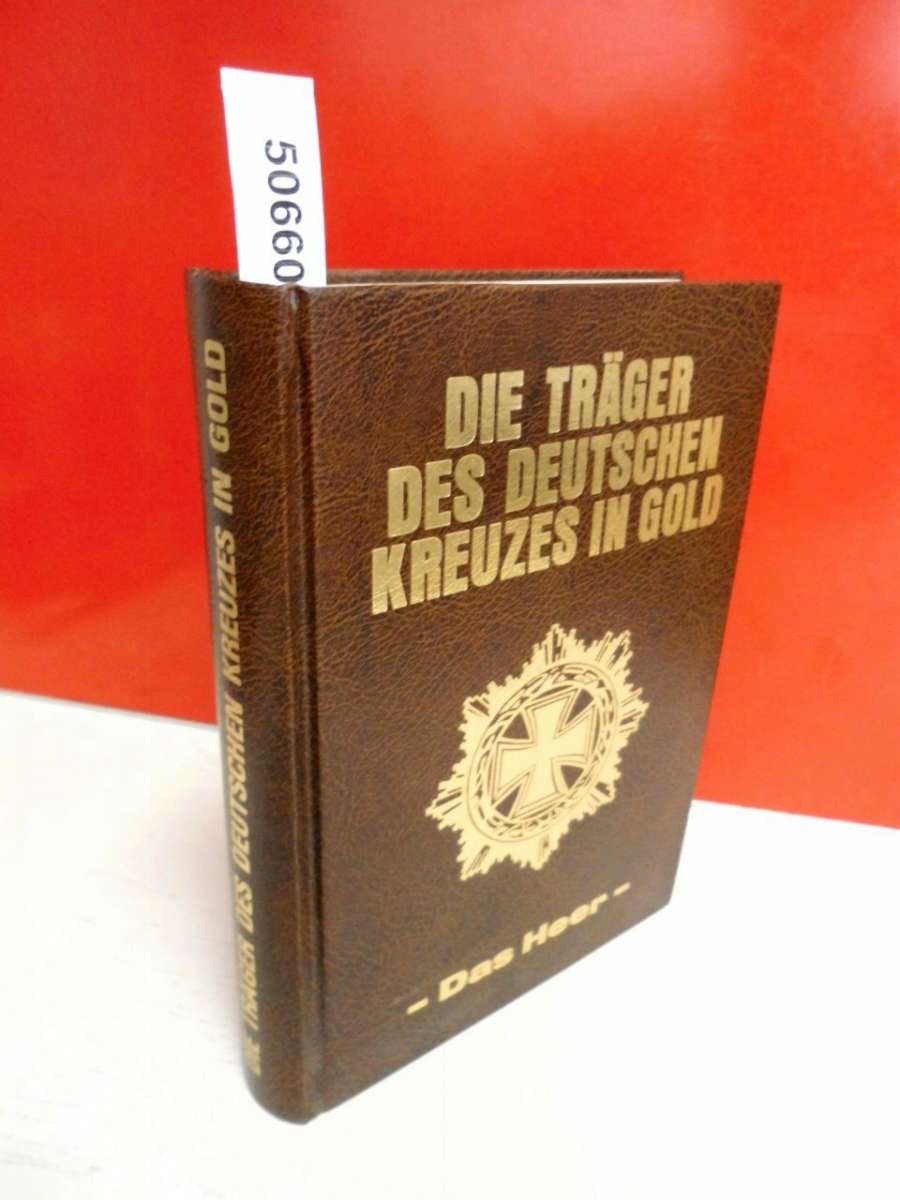 50660
DIE TRÄGER DES DEUTSCHEN KREUZES IN GOLD
DIE TRÄGER
DES DEUTSCHEN
KREUZES IN GOLD
- Das Heer -